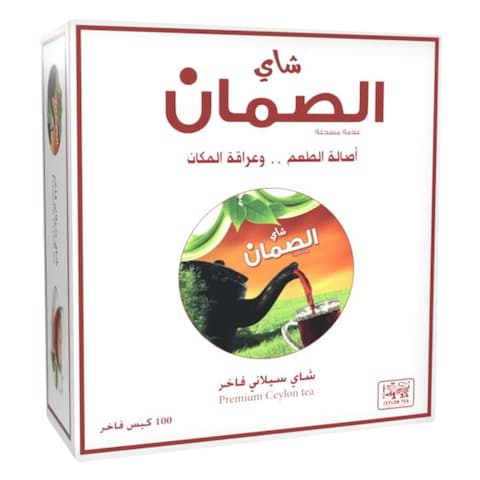 شاي
الصمان
علامة مسجلة
أصالة الطعم .. وعراقة المكان
شاي
الصمان
شاي سيلاني فاخر
Premium Ceylon tea
CEYLON TEA
100 كيس فاخر